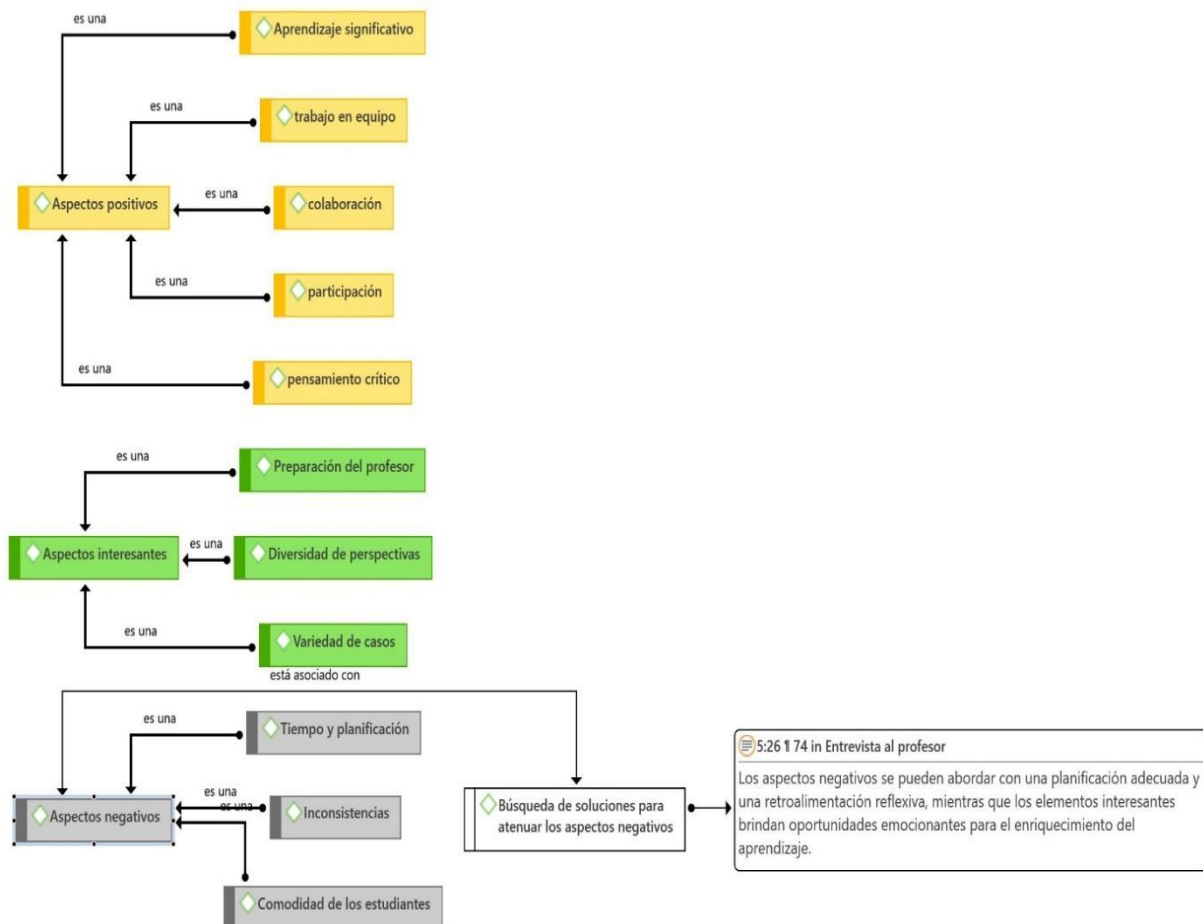 es una
Aprendizaje significativo
es una
trabajo en equipo
es una
Aspectos positivos
colaboración
es una
participación
es una
pensamiento crítico
es una
Preparación del profesor
Aspectos interesantes
es una
Diversidad de perspectivas
es una
Variedad de casos
está asociado con
es una
Tiempo y planificación
es una
es una
Aspectos negativos
Inconsistencias
Comodidad de los estudiantes
Búsqueda de soluciones para
atenuar los aspectos negativos
5:26 ¶ 74 in Entrevista al profesor
Los aspectos negativos se pueden abordar con una planificación adecuada y
una retroalimentación reflexiva, mientras que los elementos interesantes
brindan oportunidades emocionantes para el enriquecimiento del
aprendizaje.